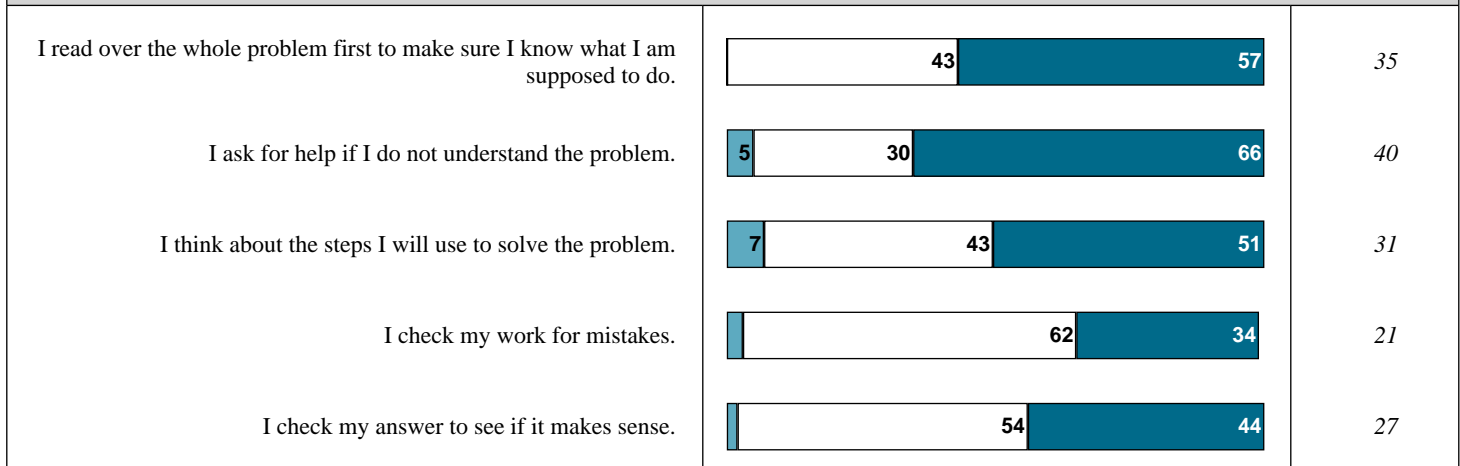 I read over the whole problem first to make sure I know what I am
supposed to do.
43 57 35
I ask for help if I do not understand the problem.
5 30 66 40
I think about the steps I will use to solve the problem.
7 43 51 31
I check my work for mistakes.
62 34 21
I check my answer to see if it makes sense.
54 44 27